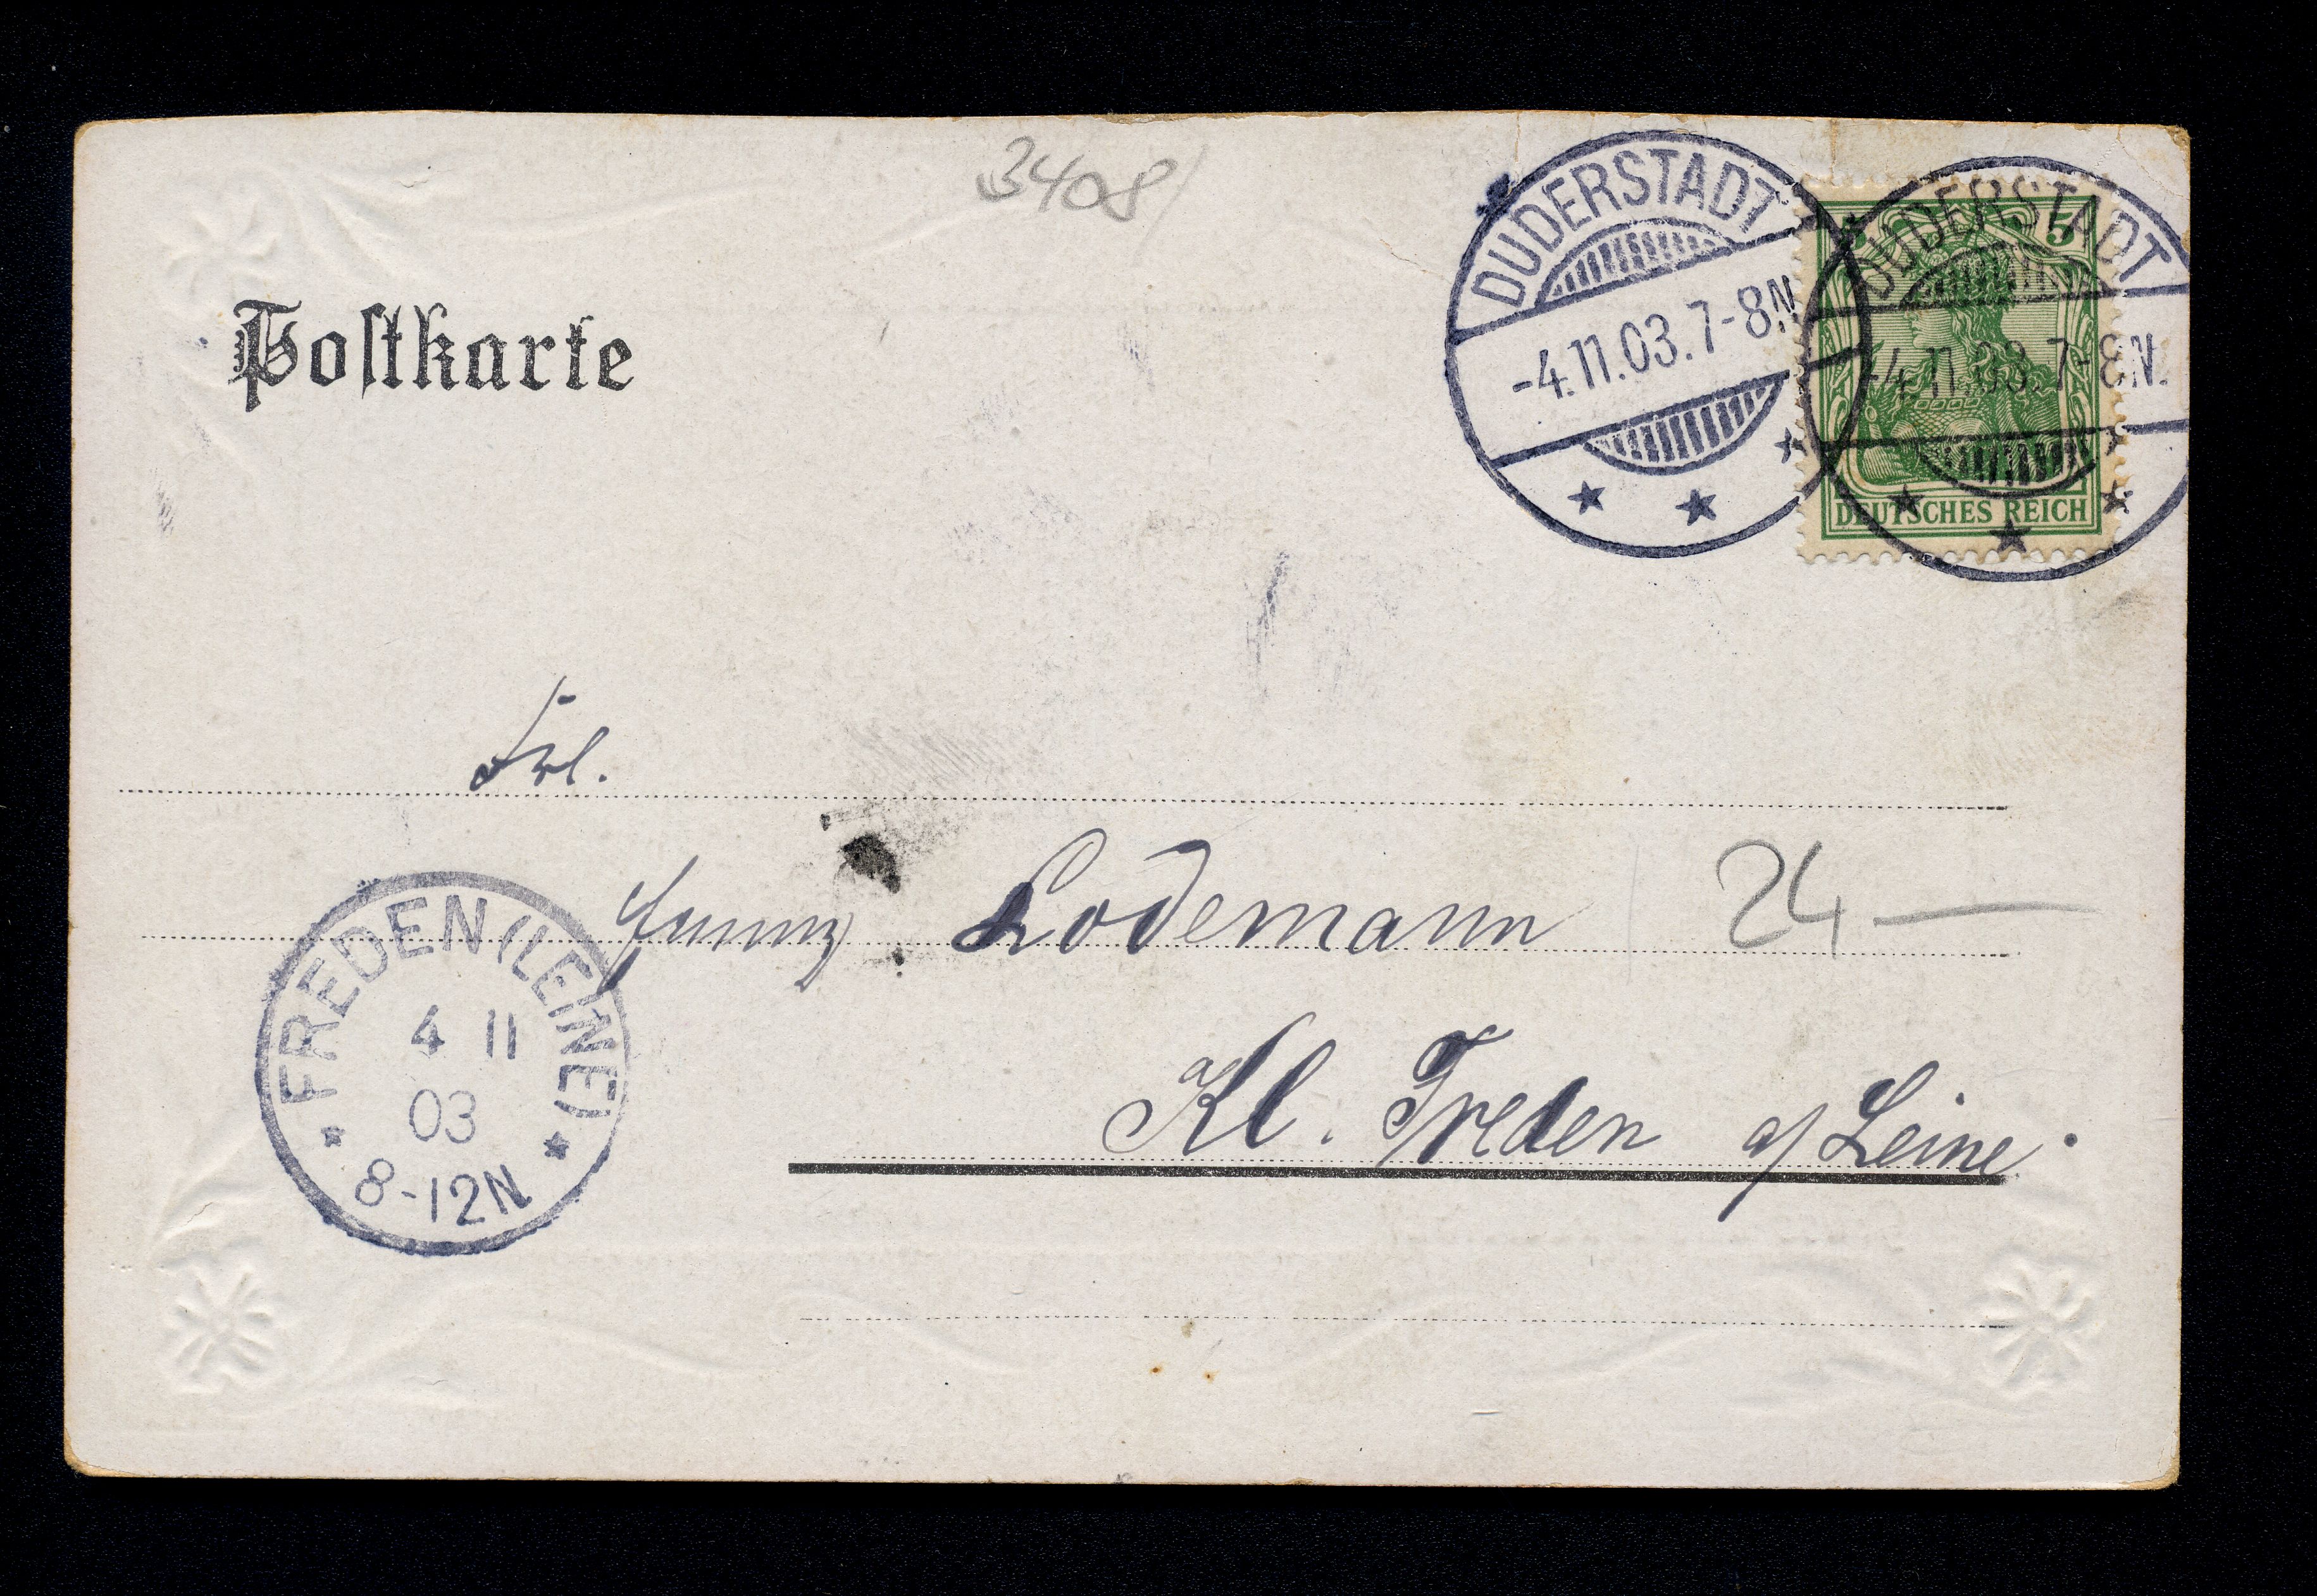 3408
DUDERSTADT
-4.11.03.7-8N
DUDERSTADT
-4.11.03.7-8N.
5 5
DEUTSCHES REICH
Postkarte
Frl.
Lodemann 24 —
FREDEN (LEINE)
4 11
03
8-12N
Kl. Freden a/ Leine.